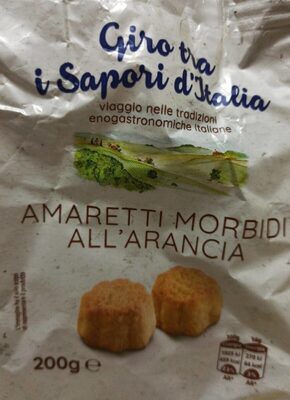 Giro tra
i Sapori d'Italia
viaggio nelle tradizioni
enogastronomiche italiane
AMARETTI MORBIDI
ALL'ARANCIA
200g e